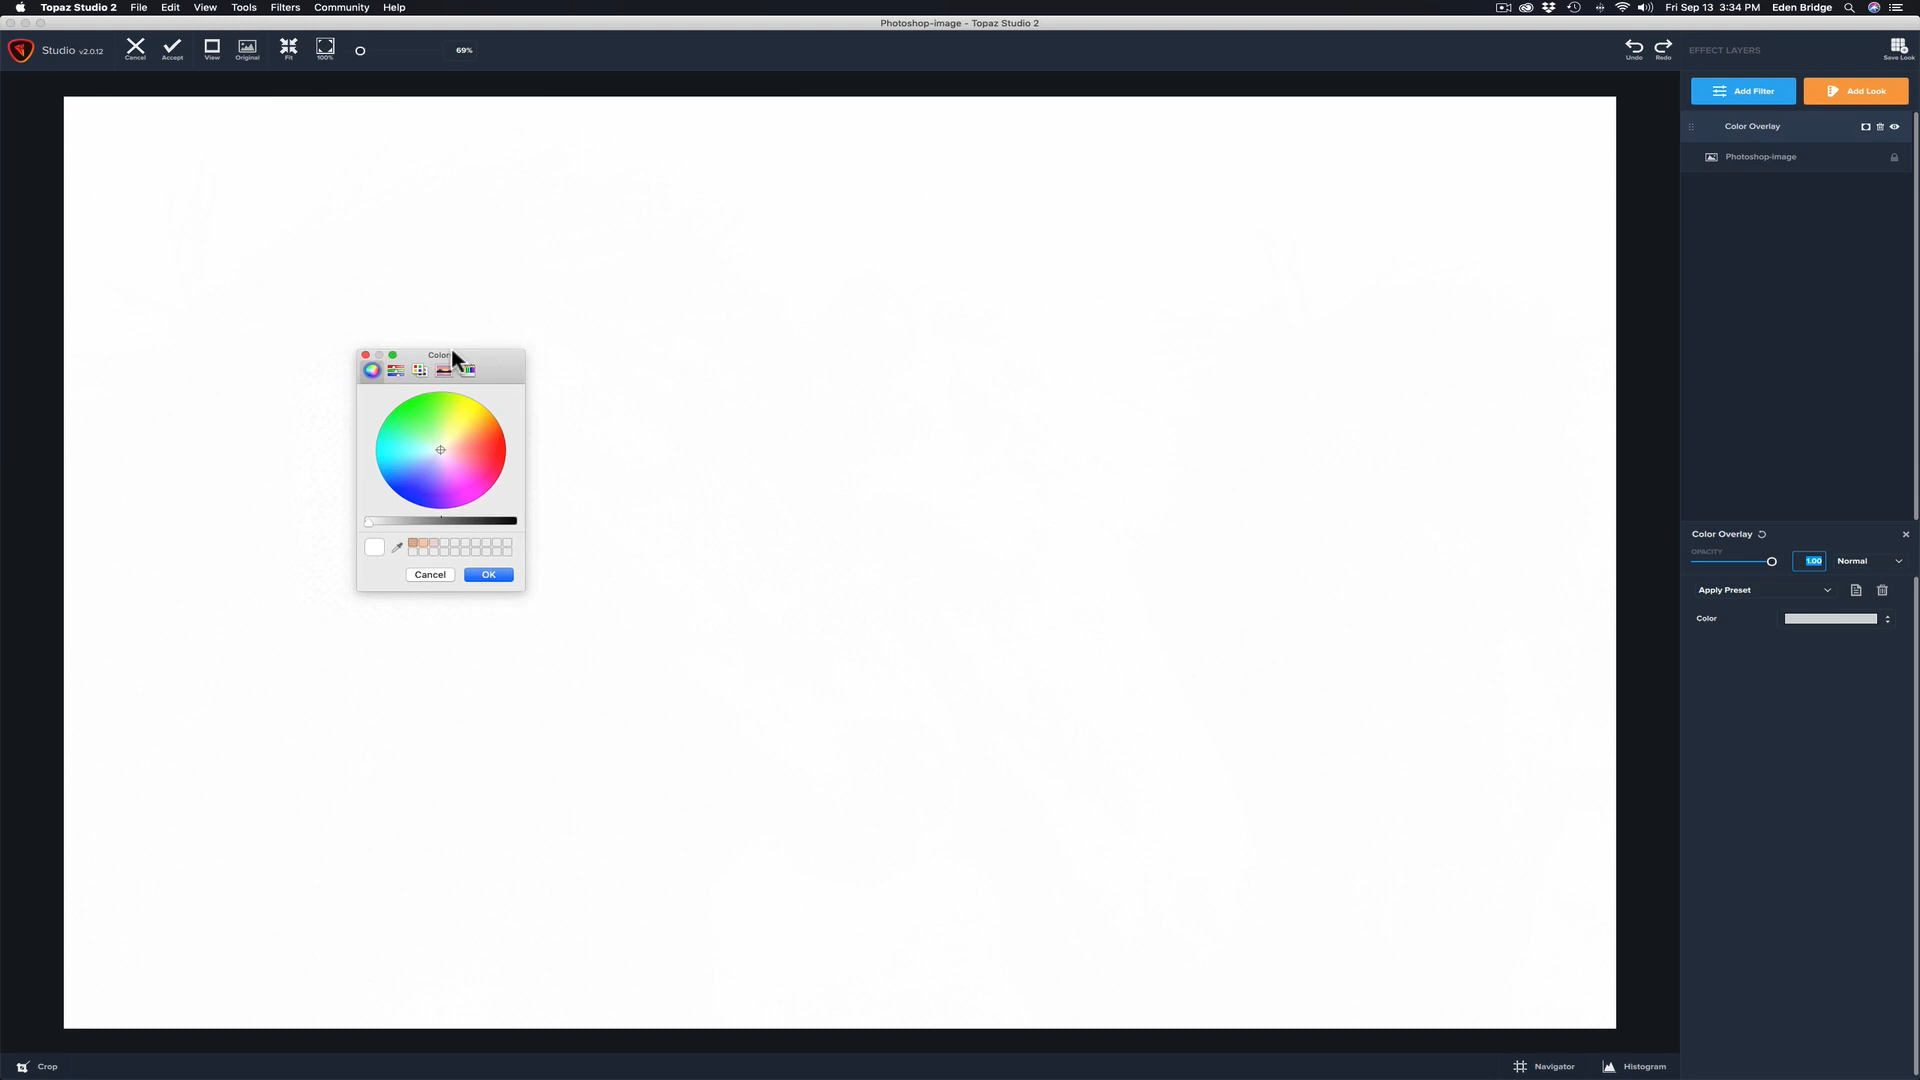 Topaz Studio 2 File Edit View Tools Filters Community Help
Fri Sep 13 3:34 PM Eden Bridge
Photoshop-image - Topaz Studio 2
Studio v2.0.12
Cancel Accept View Original Fit 100%
69%
Undo Redo
EFFECT LAYERS
Save Look
Add Filter Add Look
Color Overlay
Photoshop-image
Cancel OK
Color Overlay
OPACITY
1.00 Normal
Apply Preset
Color
Crop
Navigator Histogram